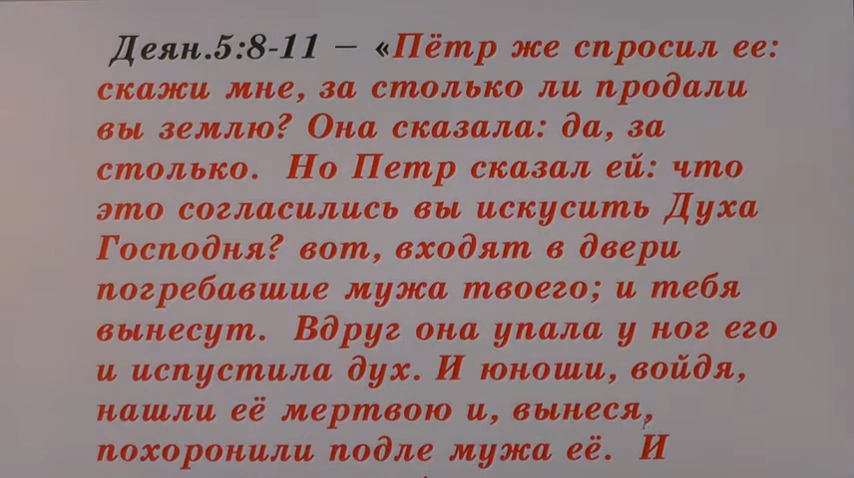 Деян.5:8-11 – «Пётр же спросил ее:
скажи мне, за столько ли продали
вы землю? Она сказала: да, за
столько. Но Петр сказал ей: что
это согласились вы искусить Духа
Господня? вот, входят в двери
погребавшие мужа твоего; и тебя
вынесут. Вдруг она упала у ног его
и испустила дух. И юноши, войдя,
нашли её мертвою и, вынеся,
похоронили подле мужа её. И